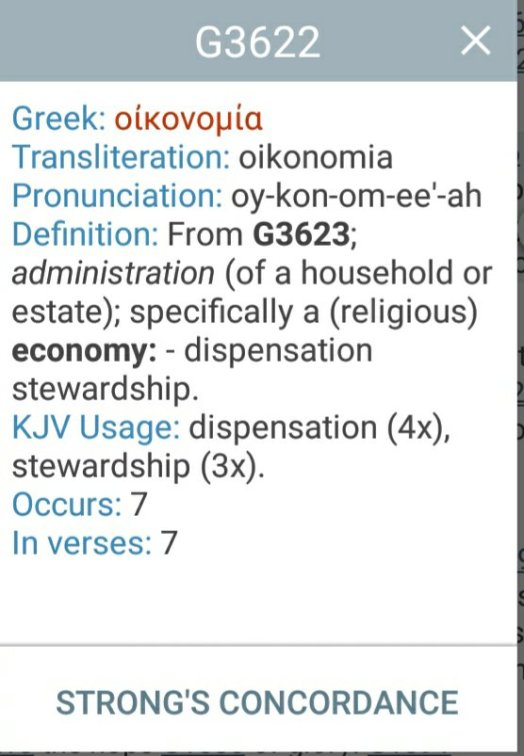 G3622 ×
Greek: οἰκονομία
Transliteration: oikonomia
Pronunciation: oy-kon-om-ee'-ah
Definition: From G3623;
administration (of a household or
estate); specifically a (religious)
economy: - dispensation
stewardship.
KJV Usage: dispensation (4x),
stewardship (3x).
Occurs: 7
In verses: 7
STRONG'S CONCORDANCE